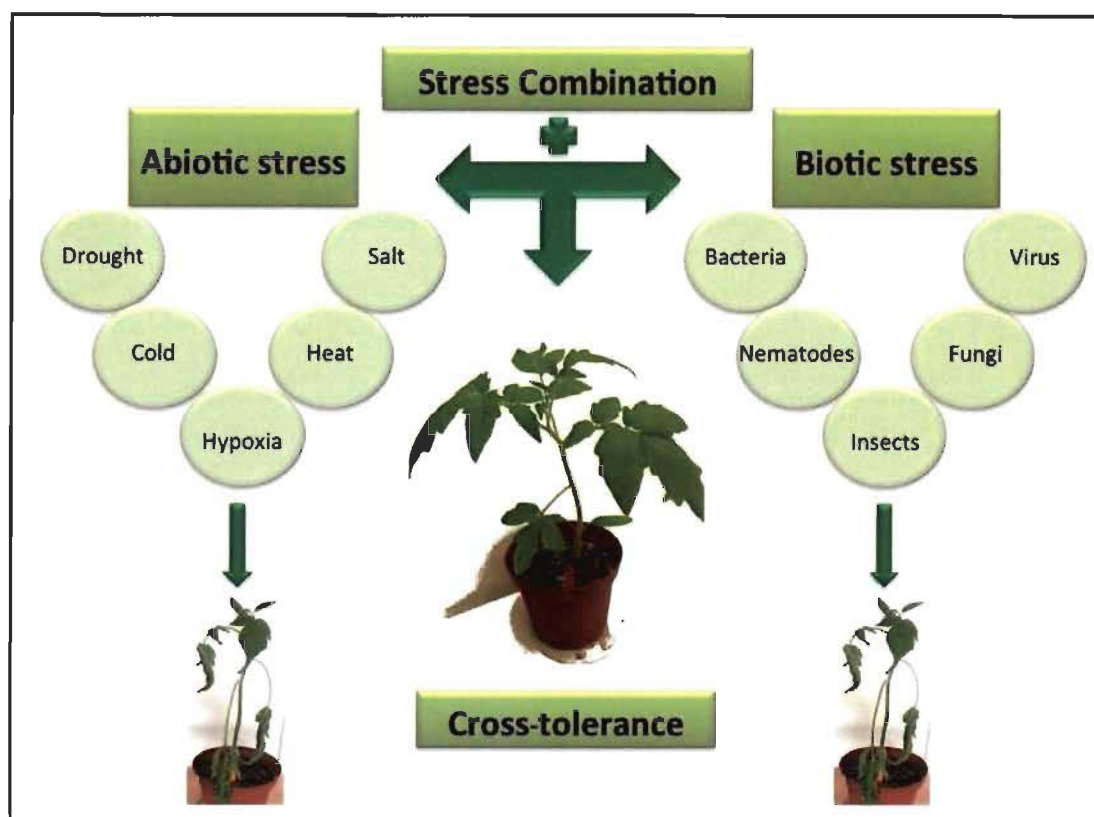 Stress Combination
Abiotic stress
Biotic stress
Drought
Salt
Cold
Heat
Hypoxia
Bacteria
Virus
Nematodes
Fungi
Insects
Cross-tolerance